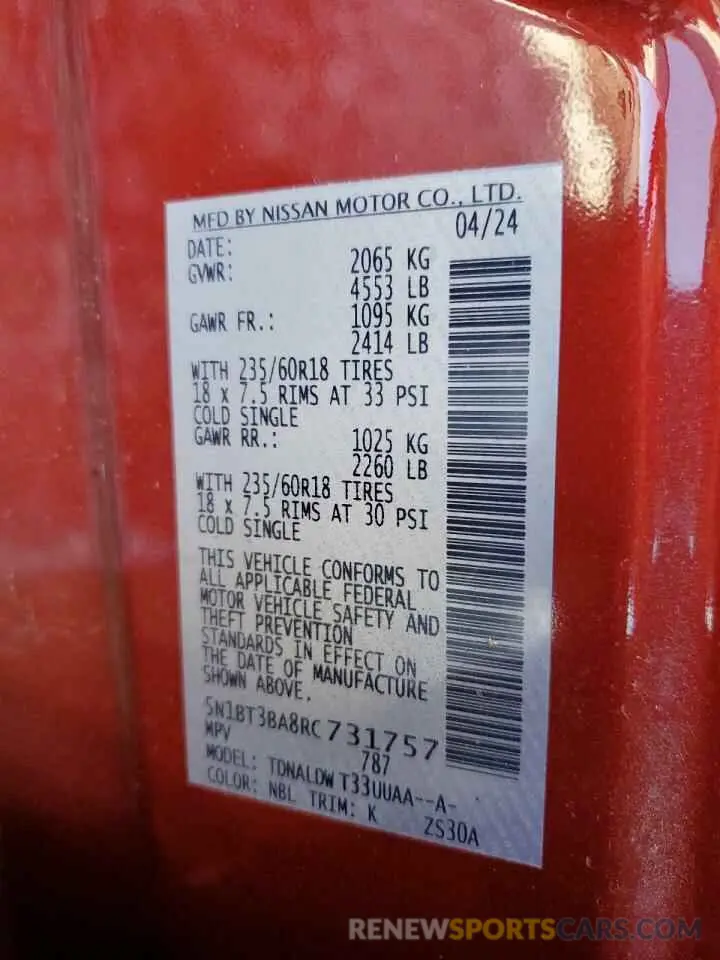 MFD BY NISSAN MOTOR CO., LTD.
DATE: 04/24
GVWR: 2065 KG
4553 LB
GAWR FR.: 1095 KG
2414 LB
WITH 235/60R18 TIRES
18 x 7.5 RIMS AT 33 PSI
COLD SINGLE
GAWR RR.: 1025 KG
2260 LB
WITH 235/60R18 TIRES
18 x 7.5 RIMS AT 30 PSI
COLD SINGLE
THIS VEHICLE CONFORMS TO
ALL APPLICABLE FEDERAL
MOTOR VEHICLE SAFETY AND
THEFT PREVENTION
STANDARDS IN EFFECT ON
THE DATE OF MANUFACTURE
SHOWN ABOVE.
5N1BT3BA8RC731757
MPV 787
MODEL: TDNALDW T33UUAA--A-
COLOR: NBL TRIM: K ZS30A
RENEWSPORTSCARS.COM